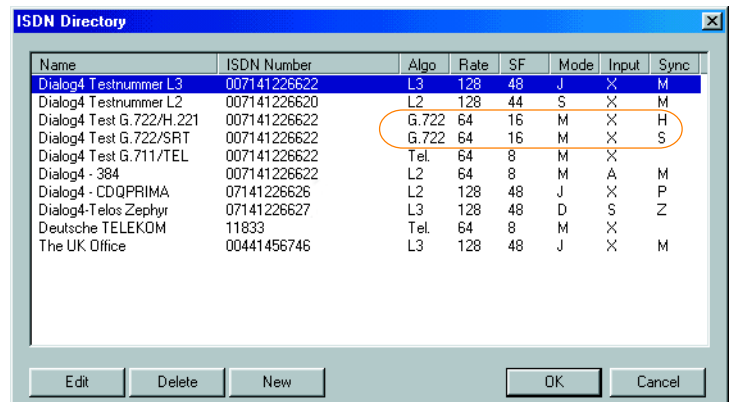 ISDN Directory
Name ISDN Number Algo Rate SF Mode Input Sync
Dialog4 Testnummer L3 007141226622 L3 128 48 J X M
Dialog4 Testnummer L2 007141226620 L2 128 44 S X M
Dialog4 Test G.722/H.221 007141226622 G.722 64 16 M X H
Dialog4 Test G.722/SRT 007141226622 G.722 64 16 M X S
Dialog4 Test G.711/TEL 007141226622 Tel. 64 8 M X
Dialog4 - 384 007141226622 L2 64 8 M A M
Dialog4 - CDQPRIMA 07141226626 L2 128 48 J X P
Dialog4-Telos Zephyr 07141226627 L3 128 48 D S Z
Deutsche TELEKOM 11833 Tel. 64 8 M X
The UK Office 00441456746 L3 128 48 J X M
Edit Delete New OK Cancel